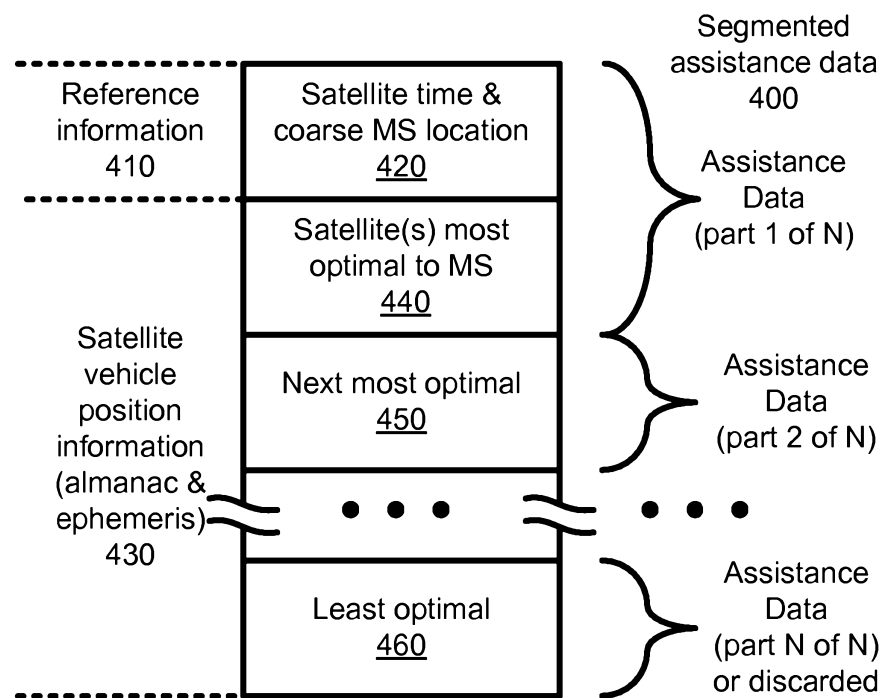 Segmented
assistance data
400
Reference
information
410
Satellite time &
coarse MS location
420
Assistance
Data
(part 1 of N)
Satellite(s) most
optimal to MS
440
Satellite
vehicle
position
information
(almanac &
ephemeris)
430
Next most optimal
450
Assistance
Data
(part 2 of N)
Least optimal
460
Assistance
Data
(part N of N)
or discarded